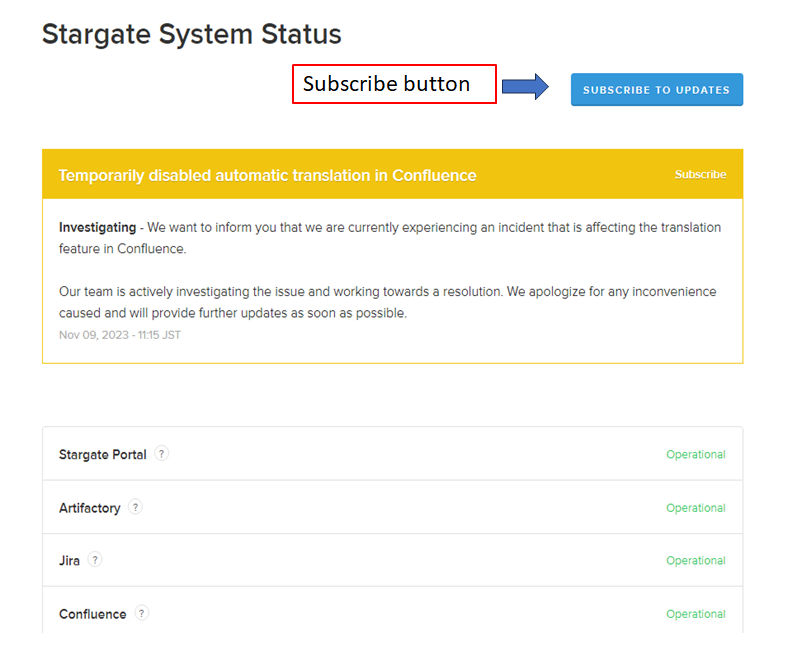 Stargate System Status
Subscribe button
SUBSCRIBE TO UPDATES
Temporarily disabled automatic translation in Confluence
Subscribe
Investigating - We want to inform you that we are currently experiencing an incident that is affecting the translation
feature in Confluence.
Our team is actively investigating the issue and working towards a resolution. We apologize for any inconvenience
caused and will provide further updates as soon as possible.
Nov 09, 2023 - 11:15 JST
Stargate Portal ?
Operational
Artifactory ?
Operational
Jira ?
Operational
Confluence ?
Operational